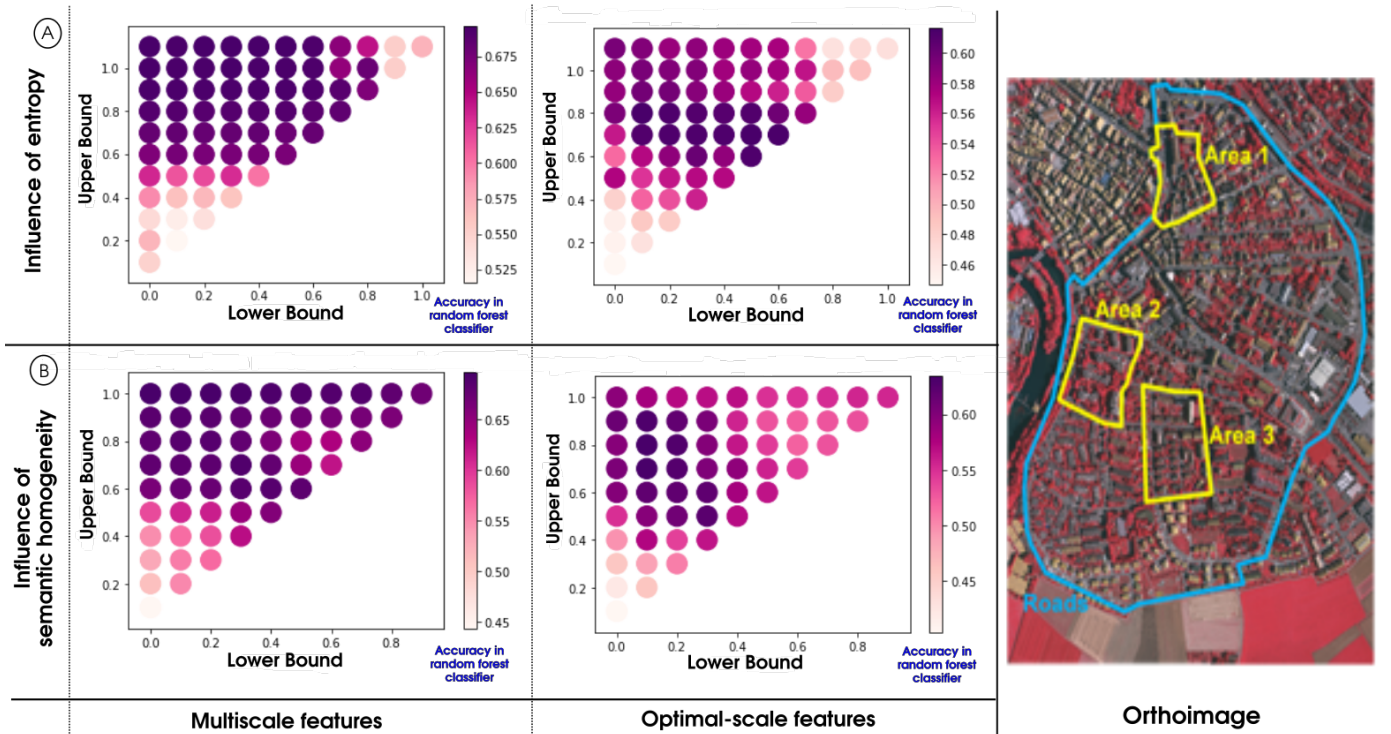 A
Influence of entropy
Upper Bound
1.0
0.8
0.6
0.4
0.2
0.0 0.2 0.4 0.6 0.8 1.0
Lower Bound
0.675
0.650
0.625
0.600
0.575
0.550
0.525
Accuracy in
random forest
classifier
Upper Bound
1.0
0.8
0.6
0.4
0.2
0.0 0.2 0.4 0.6 0.8 1.0
Lower Bound
0.60
0.58
0.56
0.54
0.52
0.50
0.48
0.46
Accuracy in
random forest
classifier
B
Influence of
semantic homogeneity
Upper Bound
1.0
0.8
0.6
0.4
0.2
0.0 0.2 0.4 0.6 0.8
Lower Bound
0.65
0.60
0.55
0.50
0.45
Accuracy in
random forest
classifier
Upper Bound
1.0
0.8
0.6
0.4
0.2
0.0 0.2 0.4 0.6 0.8
Lower Bound
0.60
0.55
0.50
0.45
Accuracy in
random forest
classifier
Multiscale features
Optimal-scale features
Area 1
Area 2
Area 3
Roads
Orthoimage